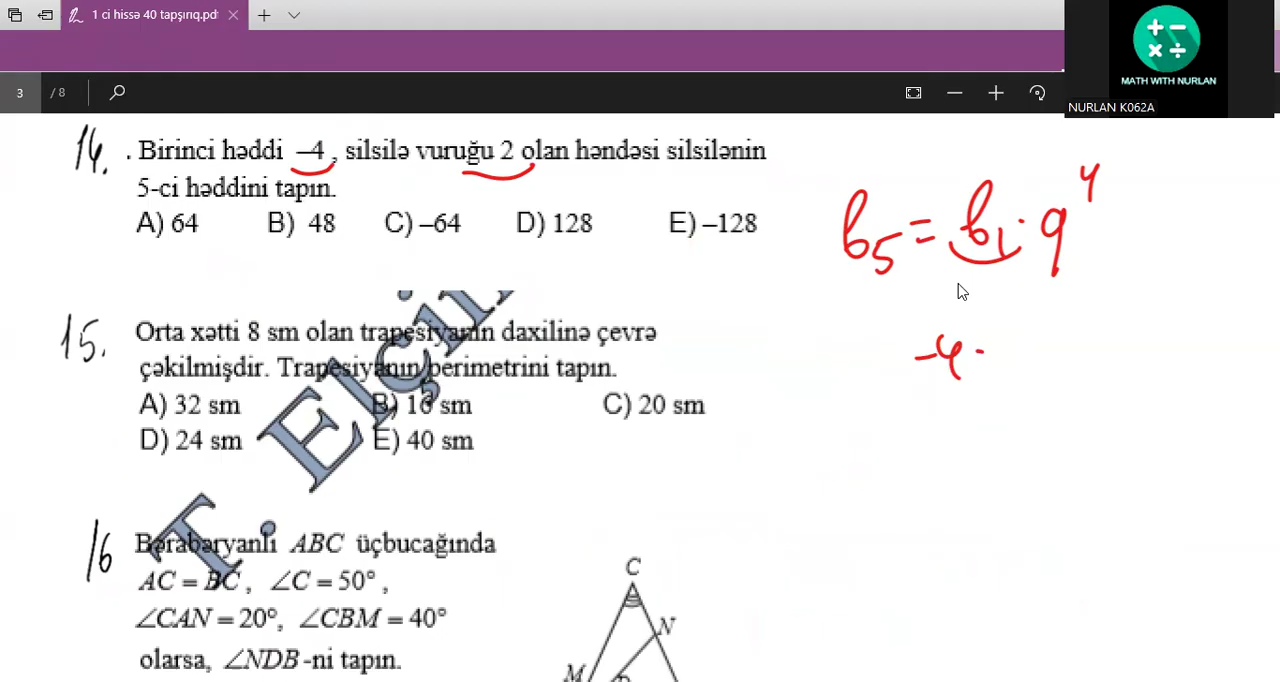 1 ci hissə 40 tapşırıq.pdf
3 / 8
MATH WITH NURLAN
NURLAN K062A
14. . Birinci həddi –4 , silsilə vuruğu 2 olan həndəsi silsilənin
5-ci həddini tapın.
A) 64 B) 48 C) –64 D) 128 E) –128
b₅ = b₁ · q⁴
–4 ·
15. Orta xətti 8 sm olan trapesiyanın daxilinə çevrə
çəkilmişdir. Trapesiyanın perimetrini tapın.
A) 32 sm B) 16 sm C) 20 sm
D) 24 sm E) 40 sm
T. Elçin
16 Bərabəryanlı ABC üçbucağında
AC = BC , ∠C = 50° ,
∠CAN = 20°, ∠CBM = 40°
olarsa, ∠NDB -ni tapın.
C
N
M